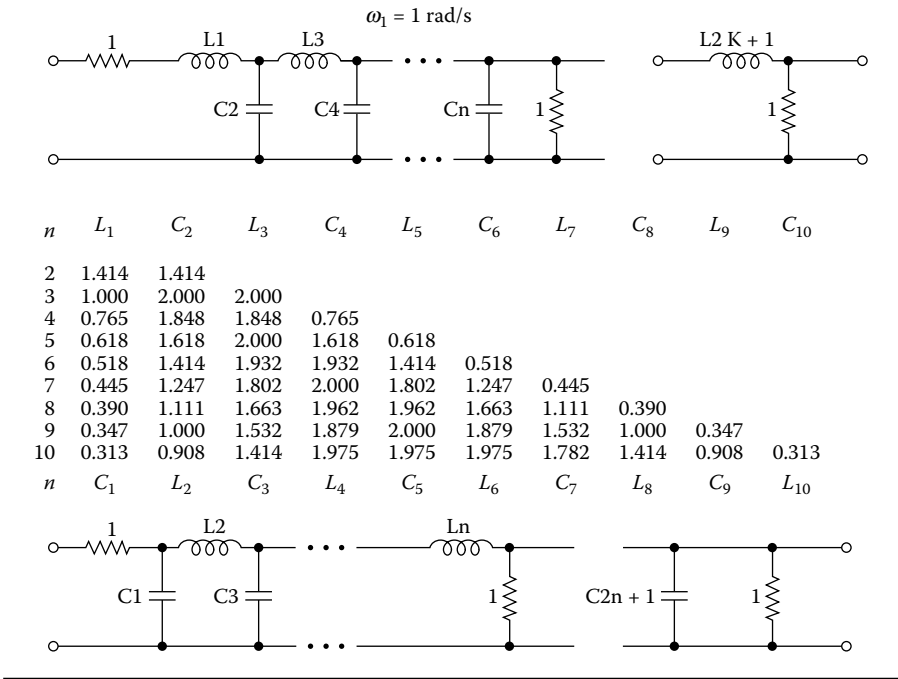 ω1 = 1 rad/s
1 L1 L3 L2 K + 1
C2 C4 Cn 1 1
n L1 C2 L3 C4 L5 C6 L7 C8 L9 C10
2 1.414 1.414
3 1.000 2.000 2.000
4 0.765 1.848 1.848 0.765
5 0.618 1.618 2.000 1.618 0.618
6 0.518 1.414 1.932 1.932 1.414 0.518
7 0.445 1.247 1.802 2.000 1.802 1.247 0.445
8 0.390 1.111 1.663 1.962 1.962 1.663 1.111 0.390
9 0.347 1.000 1.532 1.879 2.000 1.879 1.532 1.000 0.347
10 0.313 0.908 1.414 1.975 1.975 1.975 1.782 1.414 0.908 0.313
n C1 L2 C3 L4 C5 L6 C7 L8 C9 L10
1 L2 Ln
C1 C3 1 C2n + 1 1